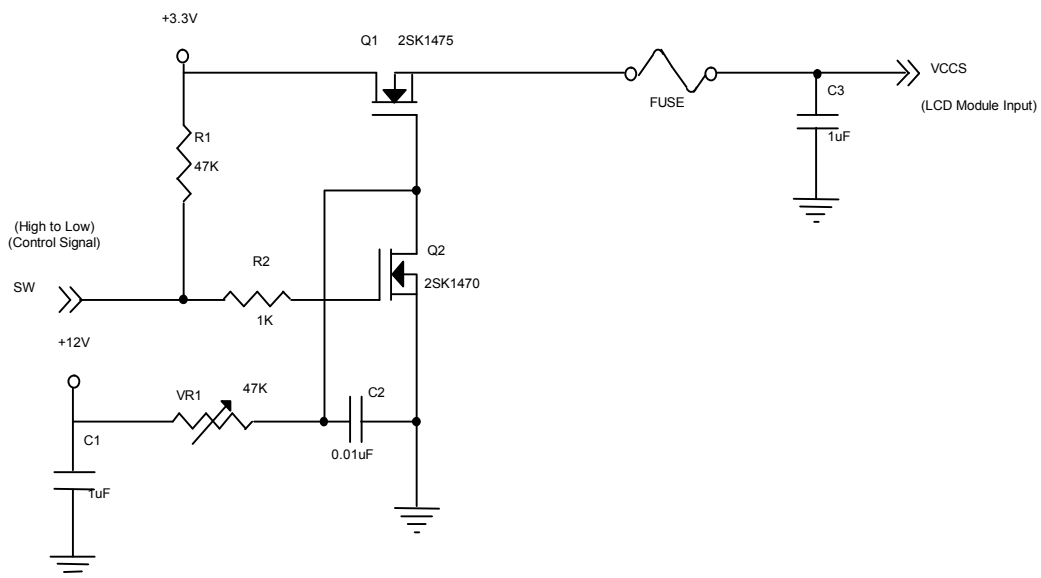 +3.3V
Q1 2SK1475
VCCS
(LCD Module Input)
FUSE
C3
1uF
R1
47K
(High to Low)
(Control Signal)
SW
R2
1K
Q2
2SK1470
+12V
VR1
47K
C2
0.01uF
C1
1uF